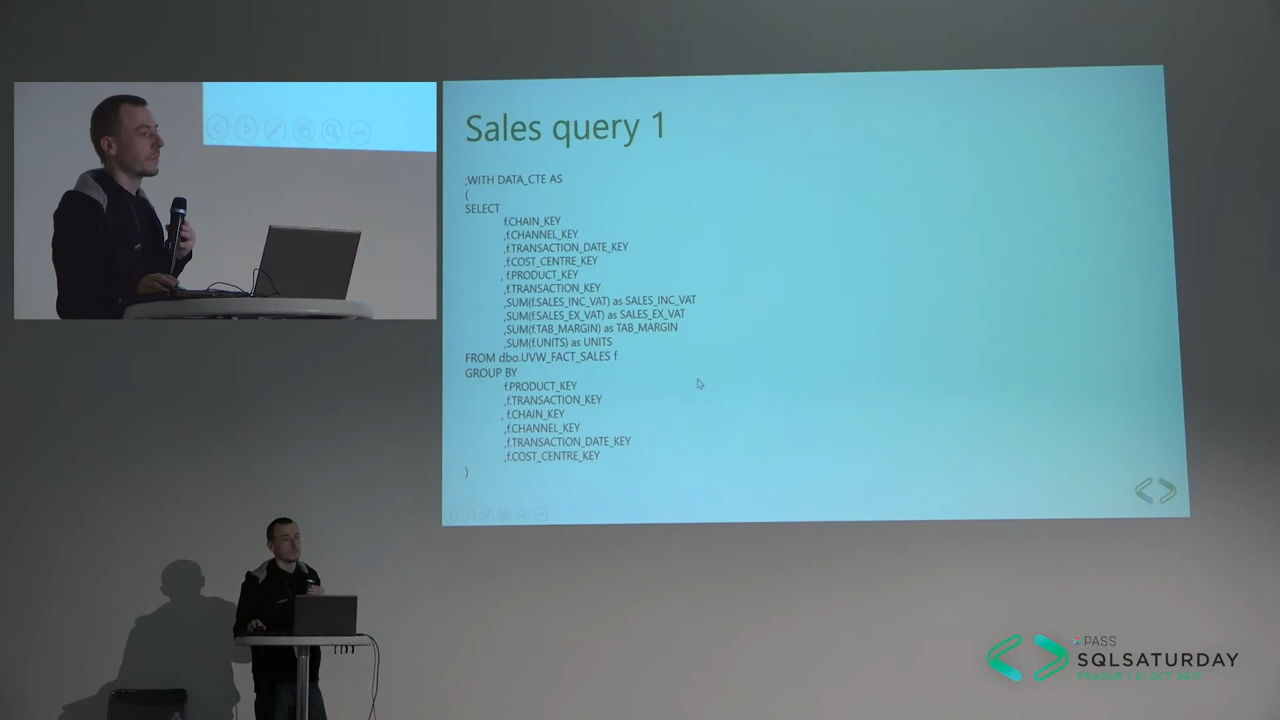 Sales query 1
;WITH DATA_CTE AS
(
SELECT
f.CHAIN_KEY
,f.CHANNEL_KEY
,f.TRANSACTION_DATE_KEY
,f.COST_CENTRE_KEY
, f.PRODUCT_KEY
,f.TRANSACTION_KEY
,SUM(f.SALES_INC_VAT) as SALES_INC_VAT
,SUM(f.SALES_EX_VAT) as SALES_EX_VAT
,SUM(f.TAB_MARGIN) as TAB_MARGIN
,SUM(f.UNITS) as UNITS
FROM dbo.UVW_FACT_SALES f
GROUP BY
f.PRODUCT_KEY
,f.TRANSACTION_KEY
, f.CHAIN_KEY
,f.CHANNEL_KEY
,f.TRANSACTION_DATE_KEY
,f.COST_CENTRE_KEY
)
PASS
SQLSATURDAY
PRAGUE